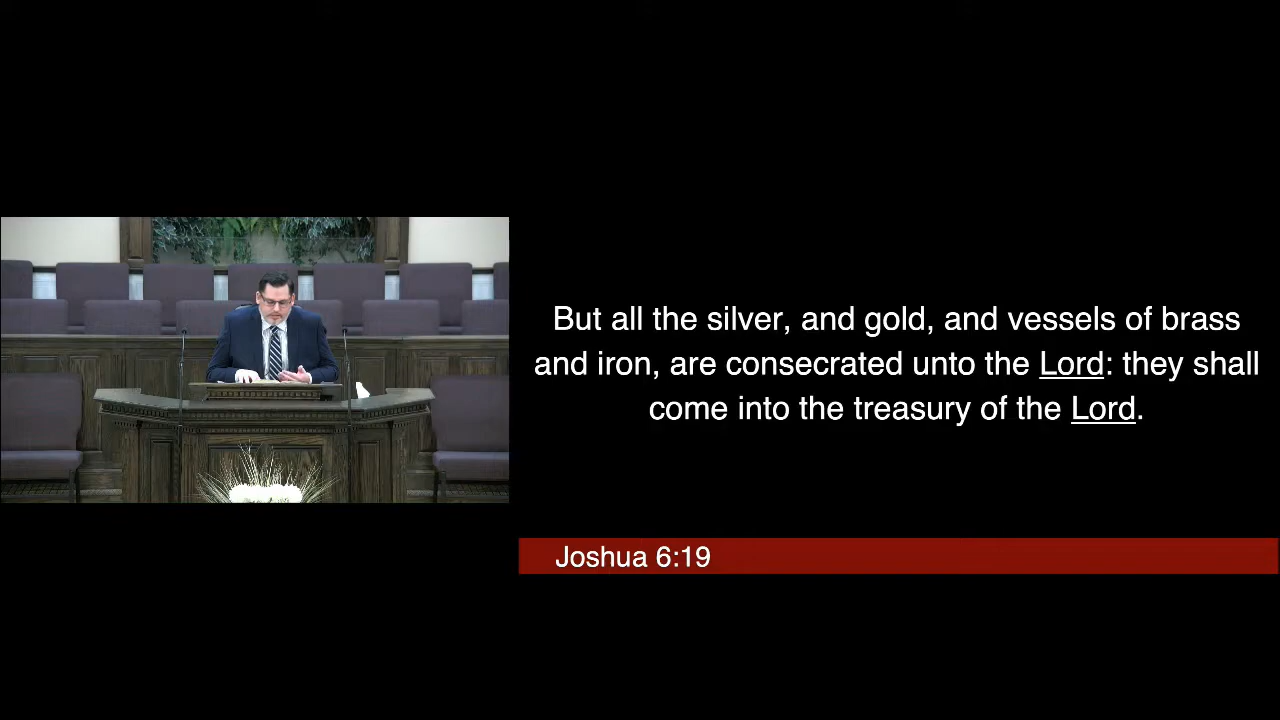 But all the silver, and gold, and vessels of brass
and iron, are consecrated unto the Lord: they shall
come into the treasury of the Lord.
Joshua 6:19